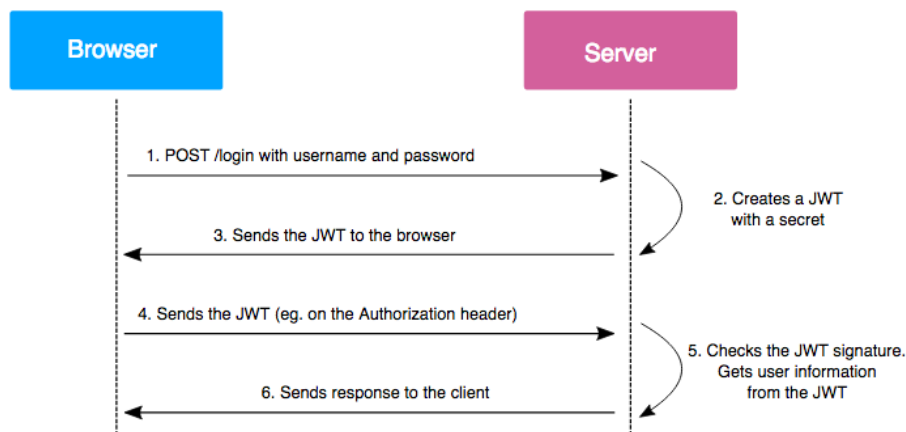 Browser
Server
1. POST /login with username and password
2. Creates a JWT
with a secret
3. Sends the JWT to the browser
4. Sends the JWT (eg. on the Authorization header)
5. Checks the JWT signature.
Gets user information
from the JWT
6. Sends response to the client